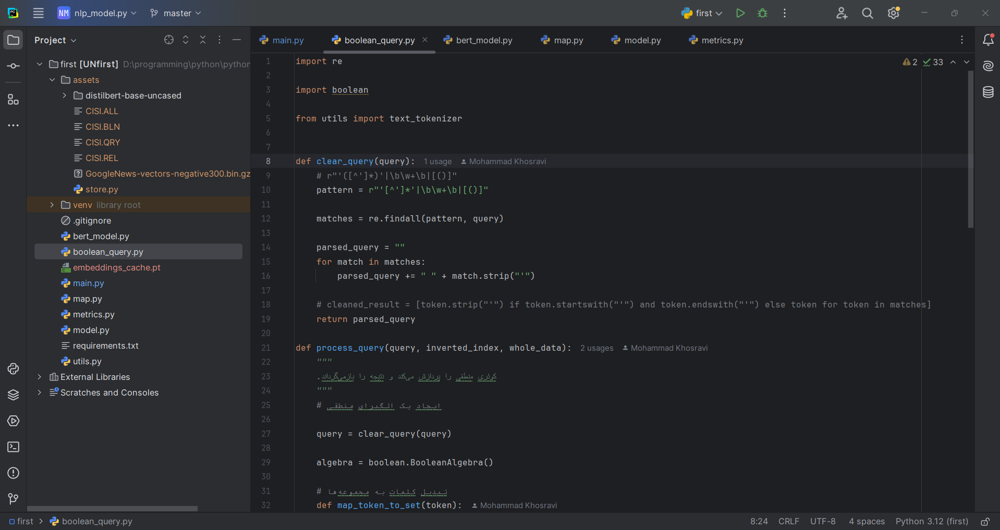 PC
NM nlp_model.py master first
Project
main.py boolean_query.py bert_model.py map.py model.py metrics.py
first [UNfirst] D:\programming\python\python
assets
distilbert-base-uncased
CISI.ALL
CISI.BLN
CISI.QRY
CISI.REL
GoogleNews-vectors-negative300.bin.gz
store.py
venv library root
.gitignore
bert_model.py
boolean_query.py
embeddings_cache.pt
main.py
map.py
metrics.py
model.py
requirements.txt
utils.py
External Libraries
Scratches and Consoles
2 33
1 import re
2
3 import boolean
4
5 from utils import text_tokenizer
6
7
8 def clear_query(query): 1 usage Mohammad Khosravi
9 # r"'([^']*)'|\b\w+\b|[()]"
10 pattern = r"'[^']*'|\b\w+\b|[()]"
11
12 matches = re.findall(pattern, query)
13
14 parsed_query = ""
15 for match in matches:
16 parsed_query += " " + match.strip("'")
17
18 # cleaned_result = [token.strip("'") if token.startswith("'") and token.endswith("'") else token for token in matches]
19 return parsed_query
20
21 def process_query(query, inverted_index, whole_data): 2 usages Mohammad Khosravi
22 """
23 کوئری منطقی را پردازش می‌کند و نتیجه را بازمی‌گرداند.
24 """
25 # ایجاد یک الگبرای منطقی
26
27 query = clear_query(query)
28
29 algebra = boolean.BooleanAlgebra()
30
31 # تبدیل کلمات به مجموعه‌ها
32 def map_token_to_set(token): Mohammad Khosravi
first boolean_query.py 8:24 CRLF UTF-8 4 spaces Python 3.12 (first)